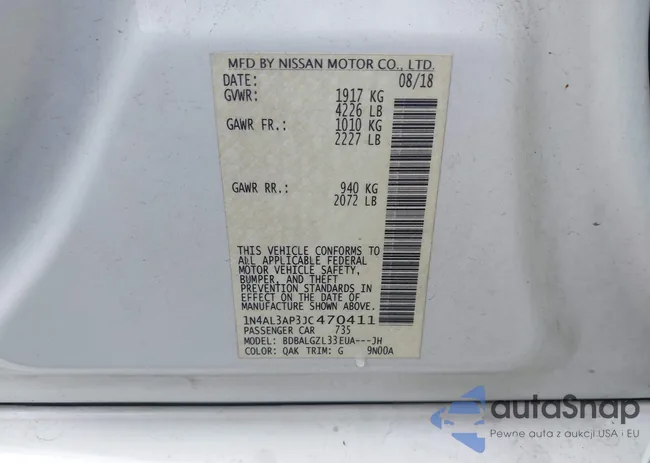 MFD BY NISSAN MOTOR CO., LTD.
DATE: 08/18
GVWR: 1917 KG
4226 LB
GAWR FR.: 1010 KG
2227 LB
GAWR RR.: 940 KG
2072 LB
THIS VEHICLE CONFORMS TO
ALL APPLICABLE FEDERAL
MOTOR VEHICLE SAFETY,
BUMPER, AND THEFT
PREVENTION STANDARDS IN
EFFECT ON THE DATE OF
MANUFACTURE SHOWN ABOVE.
1N4AL3AP3JC470411
PASSENGER CAR 735
MODEL: BDBALGZL33EUA---JH
COLOR: QAK TRIM: G 9N00A
autaSnap
Pewne auta z aukcji USA i EU